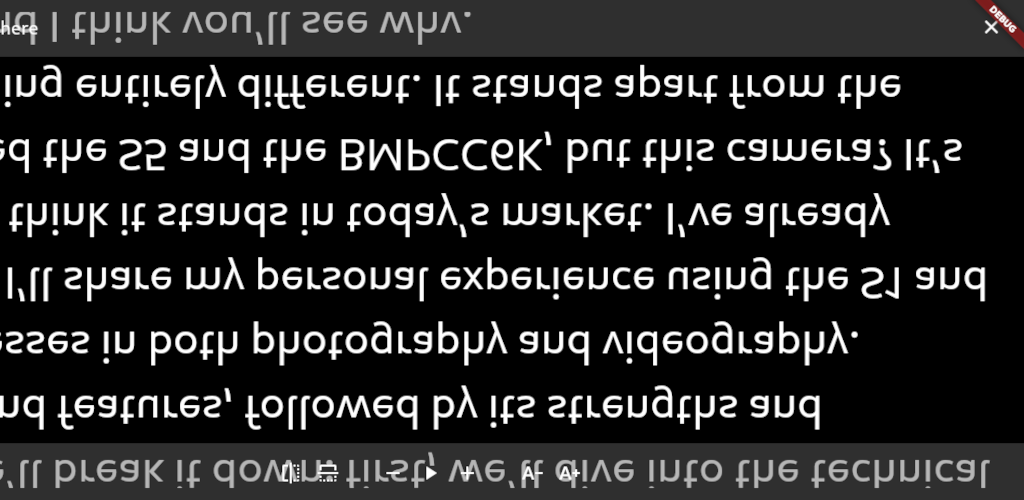 here
DEBUG
'll break it down. First, we'll dive into the technical
nd features, followed by its strengths and
esses in both photography and videography.
I'll share my personal experience using the S1 and
think it stands in today's market. I've already
ed the S5 and the BMPCC6K, but this camera? It's
ing entirely different. It stands apart from the
d I think you'll see why.
A- A+